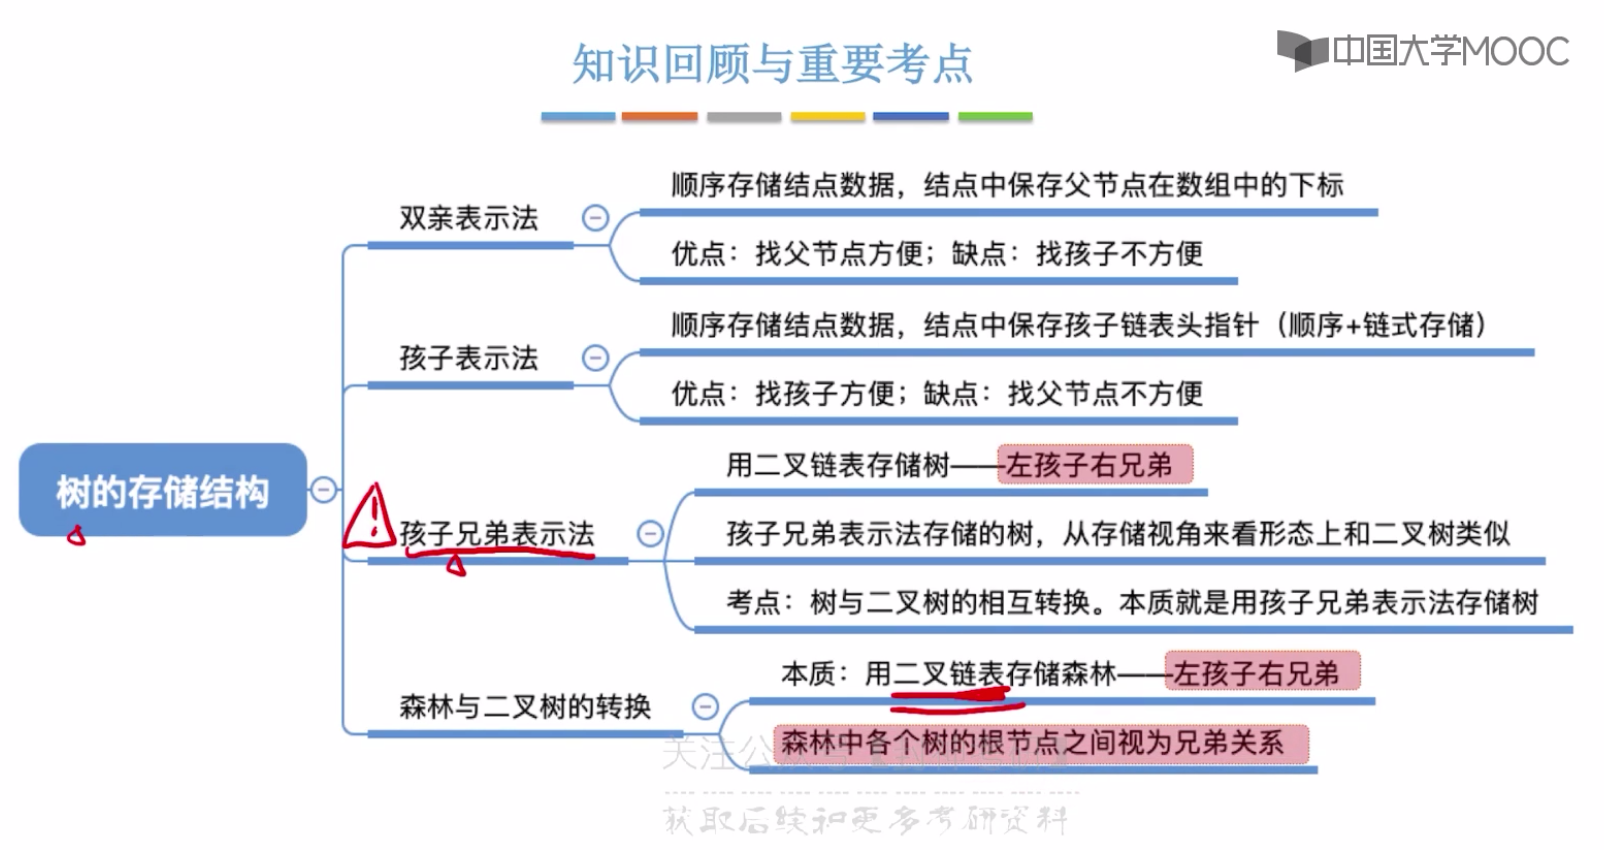 知识回顾与重要考点
中国大学MOOC
顺序存储结点数据，结点中保存父节点在数组中的下标
双亲表示法
优点：找父节点方便；缺点：找孩子不方便
顺序存储结点数据，结点中保存孩子链表头指针（顺序+链式存储）
孩子表示法
优点：找孩子方便；缺点：找父节点不方便
树的存储结构
用二叉链表存储树——左孩子右兄弟
孩子兄弟表示法
孩子兄弟表示法存储的树，从存储视角来看形态上和二叉树类似
考点：树与二叉树的相互转换。本质就是用孩子兄弟表示法存储树
本质：用二叉链表存储森林——左孩子右兄弟
森林与二叉树的转换
森林中各个树的根节点之间视为兄弟关系
关注公众号
获取后续和更多考研资料